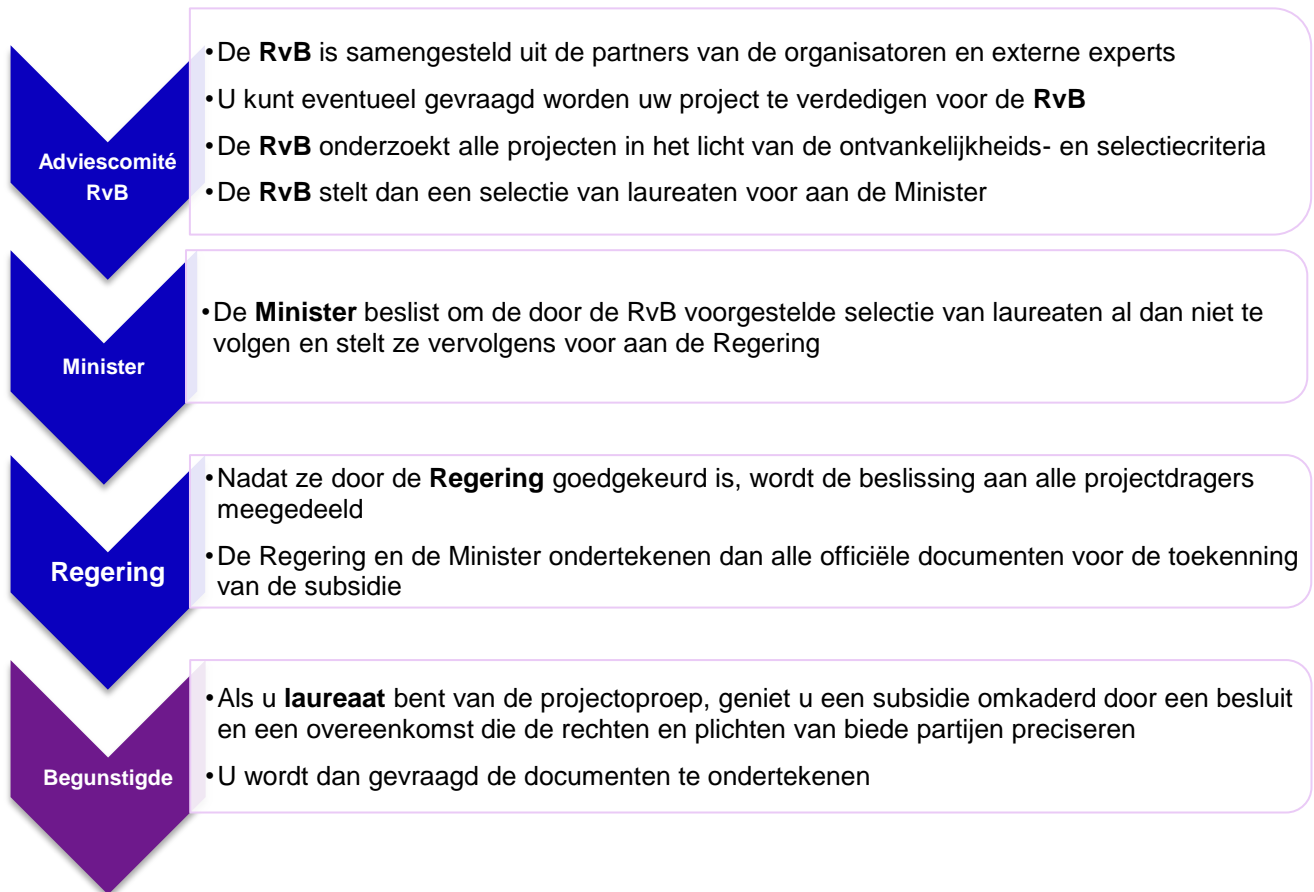 Adviescomité
RvB
•De RvB is samengesteld uit de partners van de organisatoren en externe experts
•U kunt eventueel gevraagd worden uw project te verdedigen voor de RvB
•De RvB onderzoekt alle projecten in het licht van de ontvankelijkheids- en selectiecriteria
•De RvB stelt dan een selectie van laureaten voor aan de Minister
Minister
•De Minister beslist om de door de RvB voorgestelde selectie van laureaten al dan niet te
volgen en stelt ze vervolgens voor aan de Regering
Regering
•Nadat ze door de Regering goedgekeurd is, wordt de beslissing aan alle projectdragers
meegedeeld
•De Regering en de Minister ondertekenen dan alle officiële documenten voor de toekenning
van de subsidie
Begunstigde
•Als u laureaat bent van de projectoproep, geniet u een subsidie omkaderd door een besluit
en een overeenkomst die de rechten en plichten van biede partijen preciseren
•U wordt dan gevraagd de documenten te ondertekenen